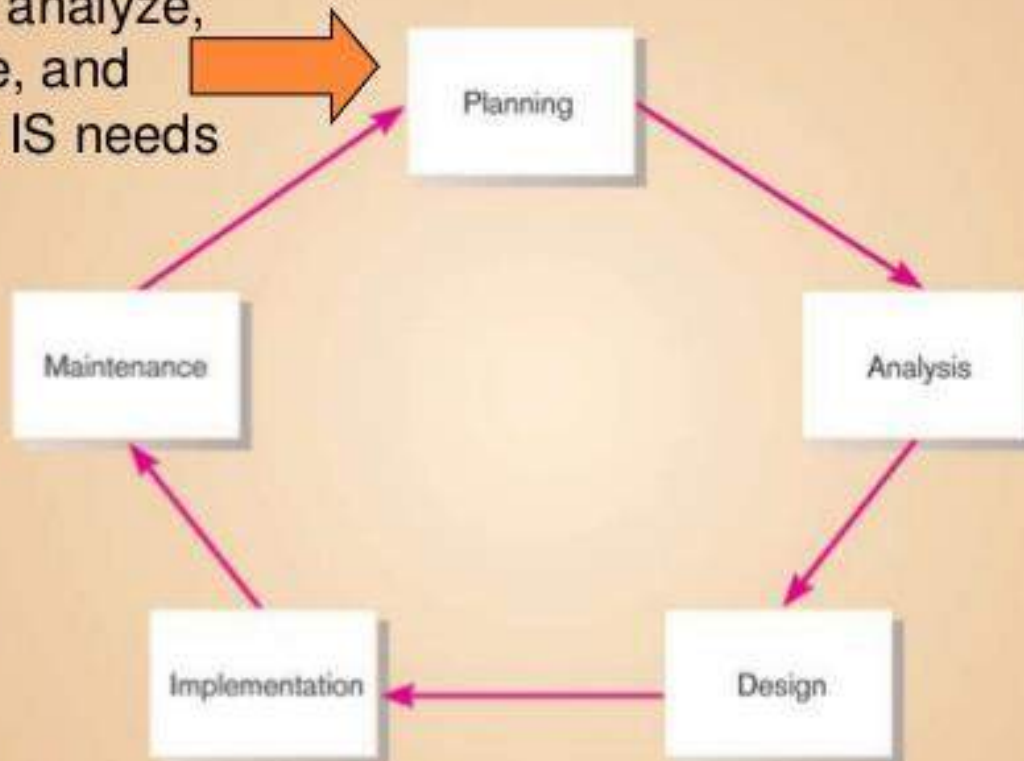 analyze,
e, and
IS needs
Planning
Maintenance
Analysis
Implementation
Design